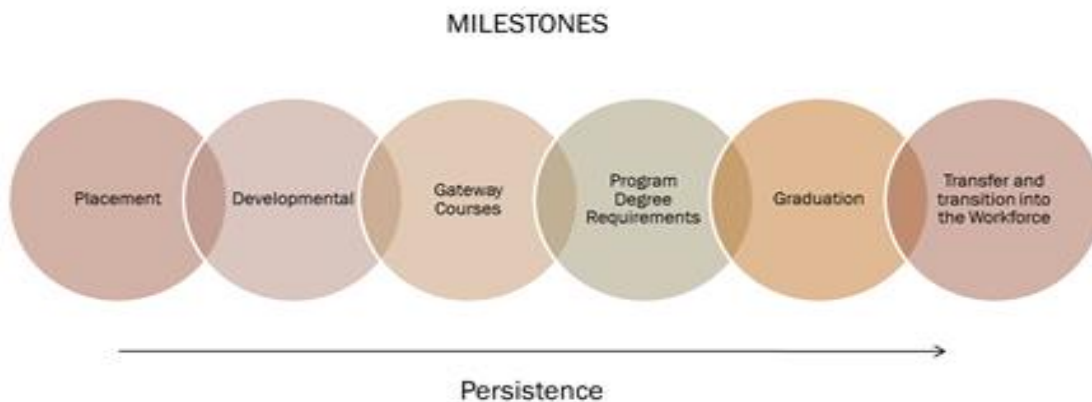 MILESTONES
Placement
Developmental
Gateway
Courses
Program
Degree
Requirements
Graduation
Transfer and
transition into
the Workforce
Persistence